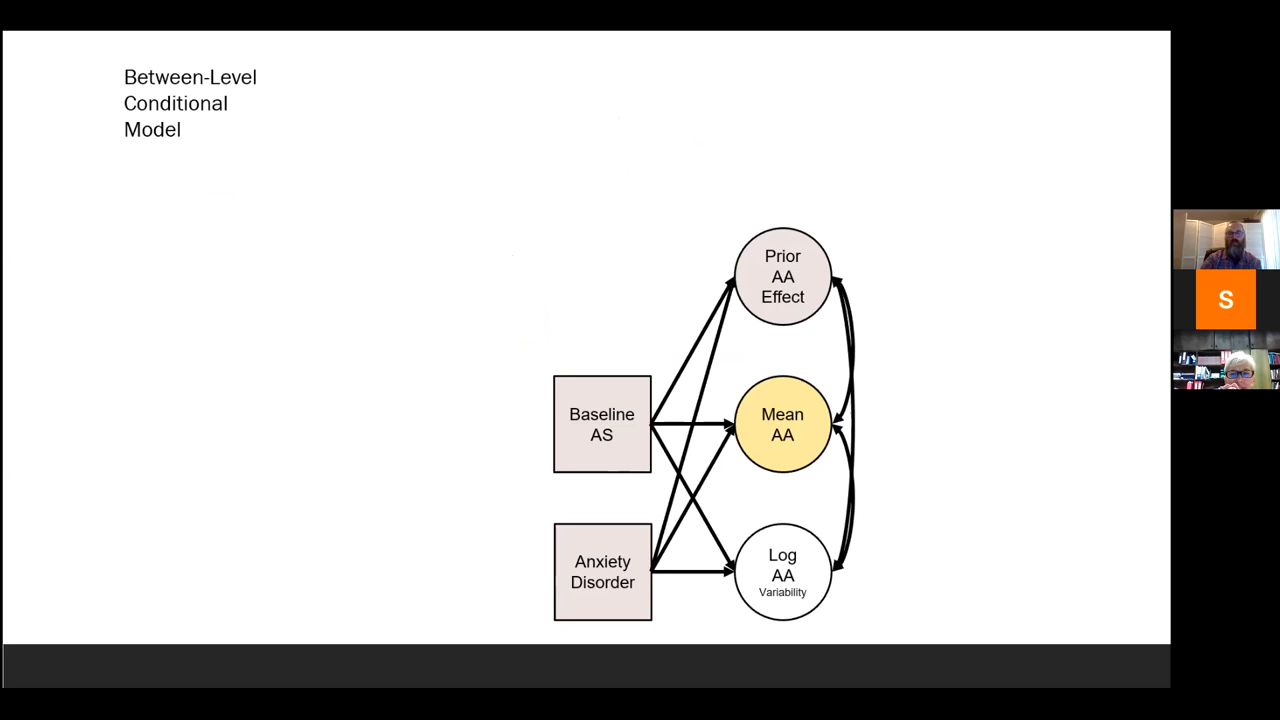 Between-Level
Conditional
Model
Prior
AA
Effect
Baseline
AS
Mean
AA
Anxiety
Disorder
Log
AA
Variability
S